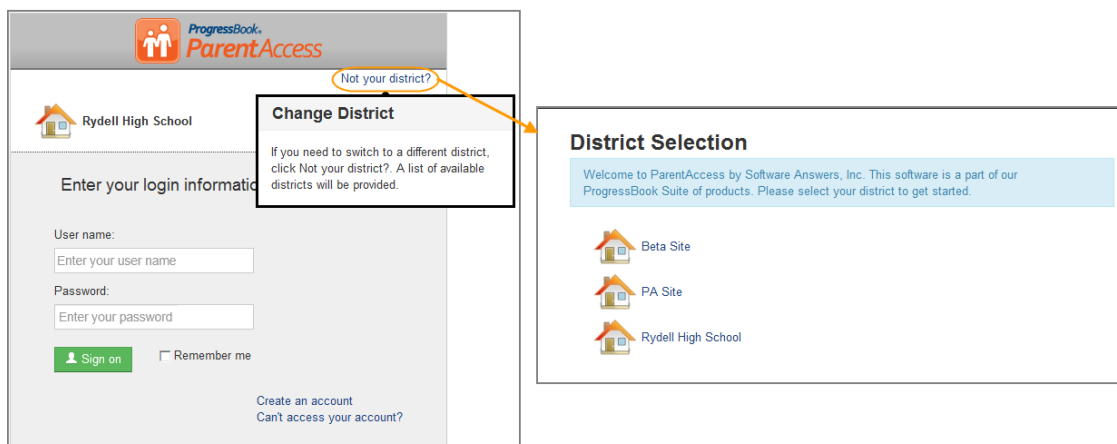 ProgressBook®
ParentAccess
Not your district?
Rydell High School
Change District
If you need to switch to a different district,
click Not your district?. A list of available
districts will be provided.
Enter your login informatio
User name:
Enter your user name
Password:
Enter your password
Sign on
Remember me
Create an account
Can't access your account?
District Selection
Welcome to ParentAccess by Software Answers, Inc. This software is a part of our
ProgressBook Suite of products. Please select your district to get started.
Beta Site
PA Site
Rydell High School